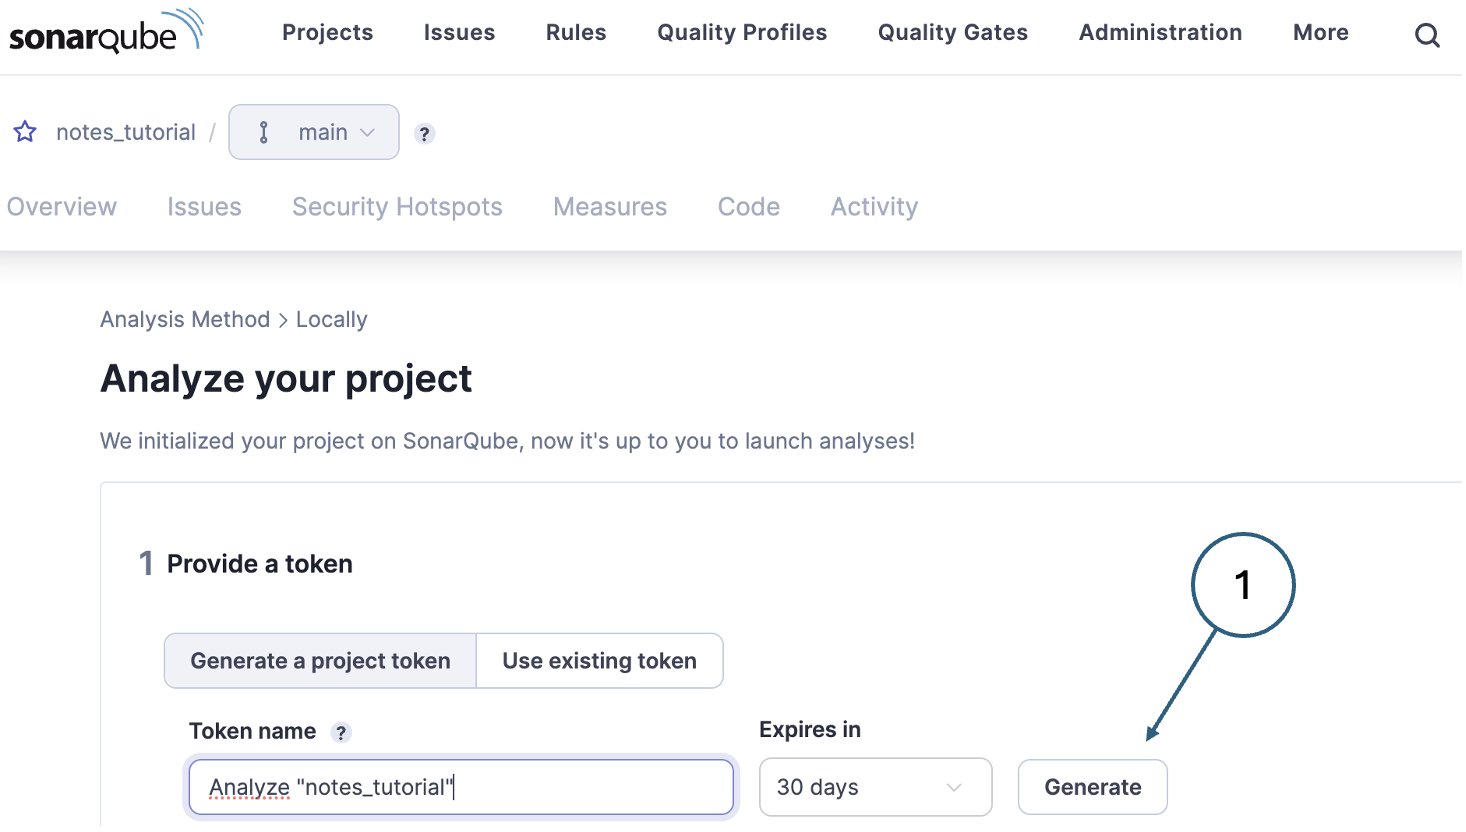 sonarqube Projects Issues Rules Quality Profiles Quality Gates Administration More
notes_tutorial / main ?
Overview Issues Security Hotspots Measures Code Activity
Analysis Method > Locally
Analyze your project
We initialized your project on SonarQube, now it's up to you to launch analyses!
1 Provide a token
1
Generate a project token Use existing token
Token name ? Expires in
Analyze "notes_tutorial" 30 days Generate